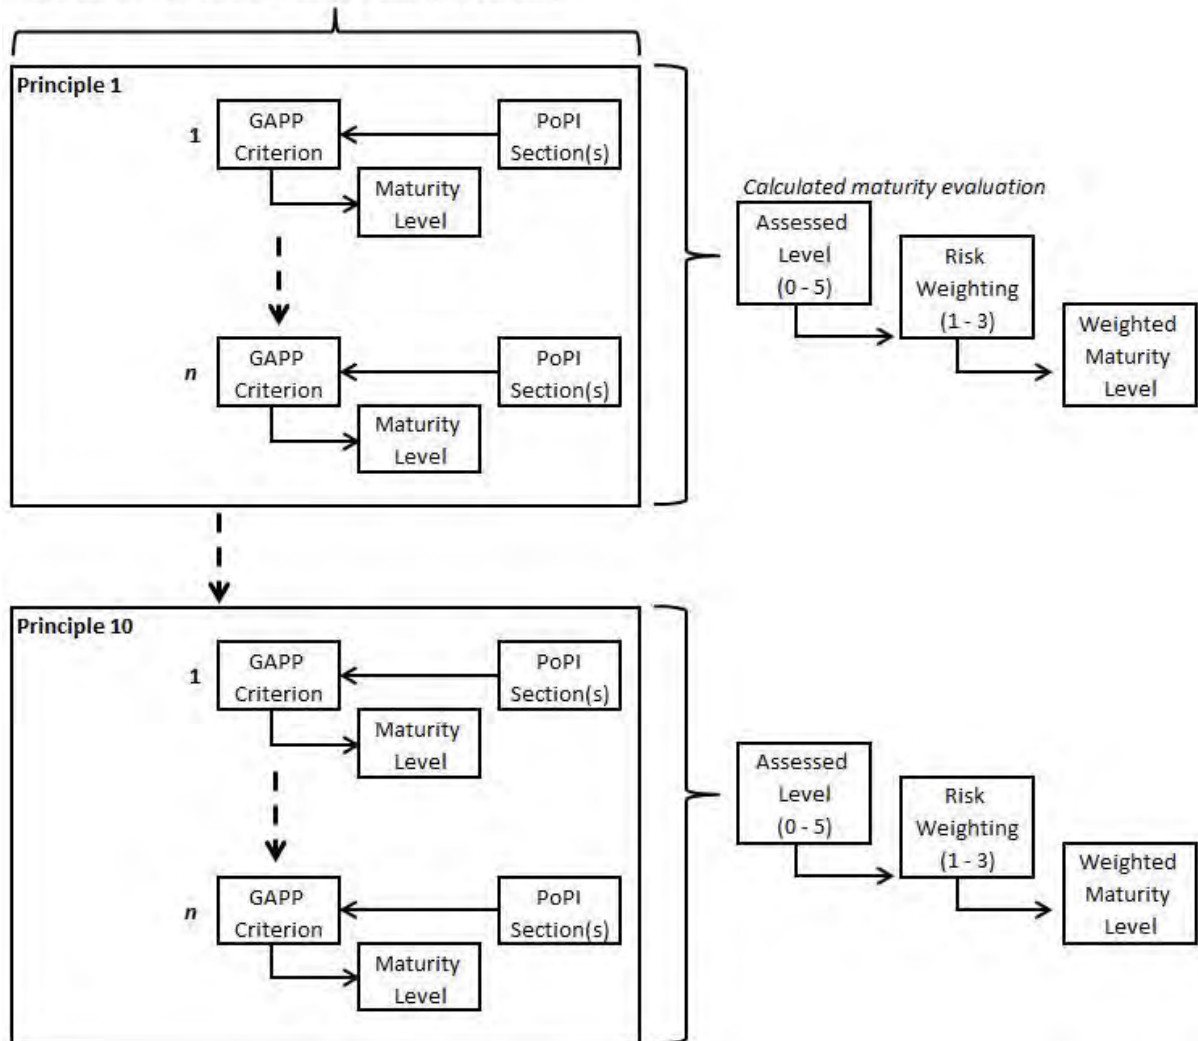 Principle 1
1
GAPP
Criterion
PoPI
Section(s)
Maturity
Level
n
GAPP
Criterion
PoPI
Section(s)
Maturity
Level
Calculated maturity evaluation
Assessed
Level
(0 - 5)
Risk
Weighting
(1 - 3)
Weighted
Maturity
Level
Principle 10
1
GAPP
Criterion
PoPI
Section(s)
Maturity
Level
n
GAPP
Criterion
PoPI
Section(s)
Maturity
Level
Assessed
Level
(0 - 5)
Risk
Weighting
(1 - 3)
Weighted
Maturity
Level